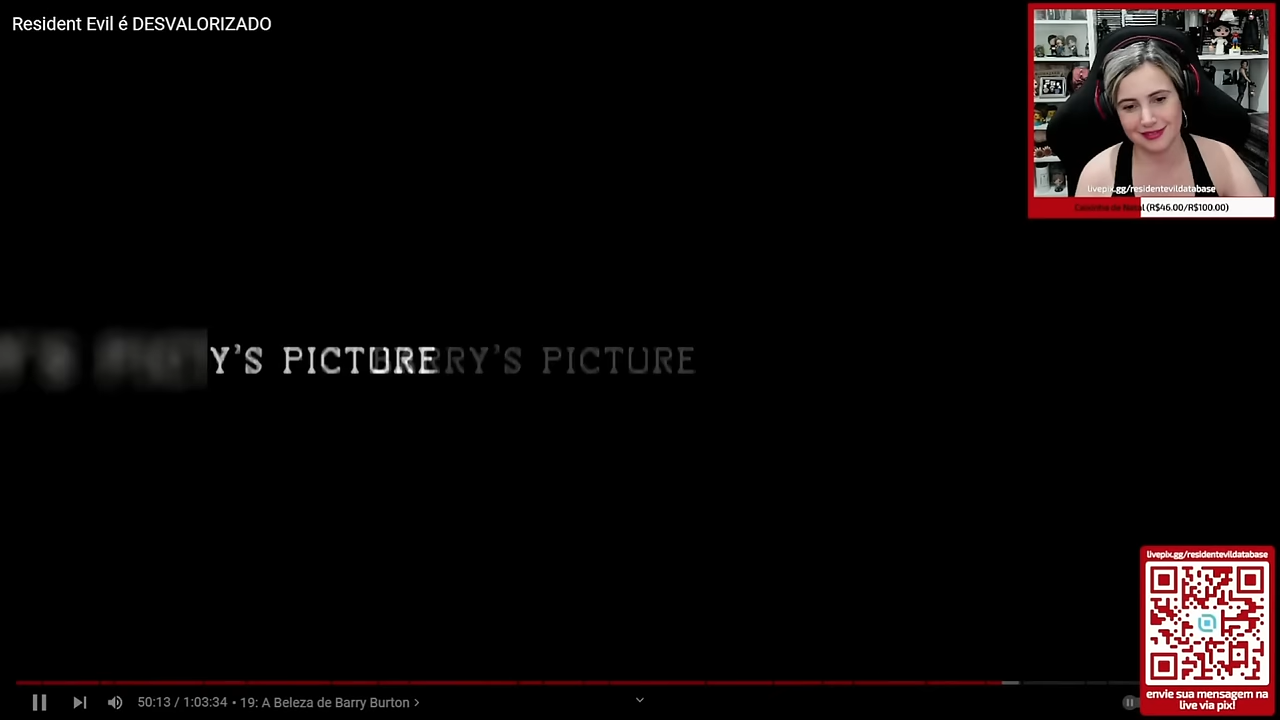 Resident Evil é DESVALORIZADO
livepix.gg/residentevildatabase
(R$46.00/R$100.00)
Y'S PICTURE
RRY'S PICTURE
livepix.gg/residentevildatabase
envie sua mensagem na
live via pix!
50:13 / 1:03:34 • 19: A Beleza de Barry Burton >